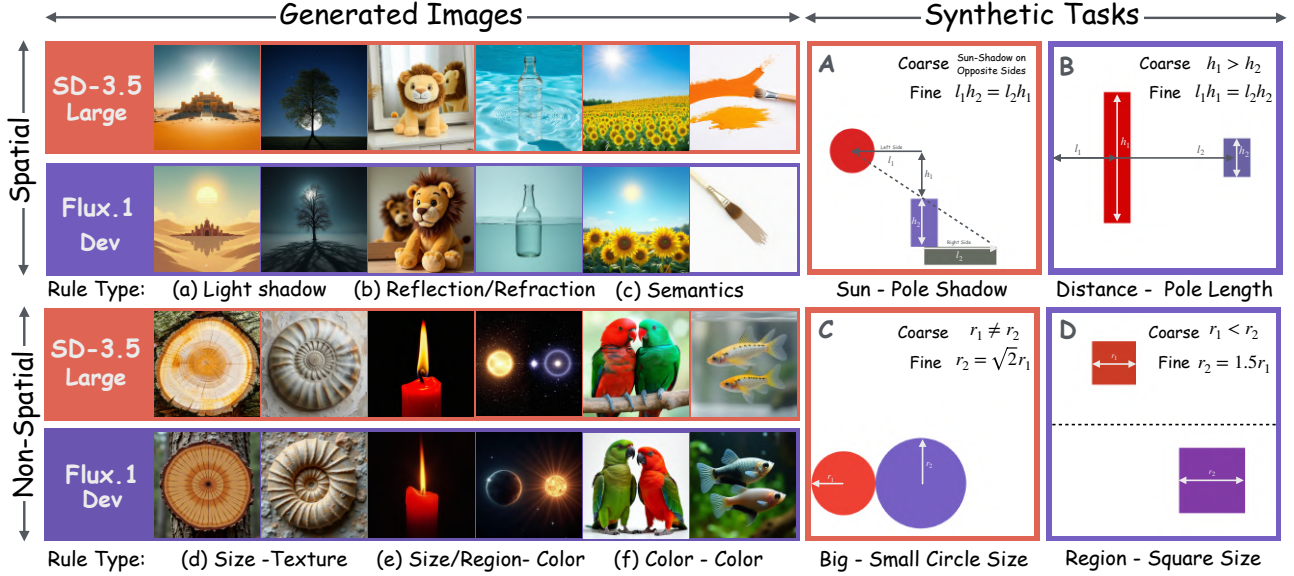 Generated Images
Synthetic Tasks
Spatial
SD-3.5
Large
Flux.1
Dev
Rule Type: (a) Light shadow (b) Reflection/Refraction (c) Semantics
A
Coarse Sun-Shadow on
Opposite Sides
Fine l₁h₂ = l₂h₁
Left Side
l₁
h₁
h₂
Right Side
l₂
Sun - Pole Shadow
B
Coarse h₁ > h₂
Fine l₁h₁ = l₂h₂
l₁
h₁
l₂
h₂
Distance - Pole Length
Non-Spatial
SD-3.5
Large
Flux.1
Dev
Rule Type: (d) Size -Texture (e) Size/Region- Color (f) Color - Color
C
Coarse r₁ ≠ r₂
Fine r₂ = √2r₁
r₁
r₂
Big - Small Circle Size
D
Coarse r₁ < r₂
Fine r₂ = 1.5r₁
r₁
r₂
Region - Square Size